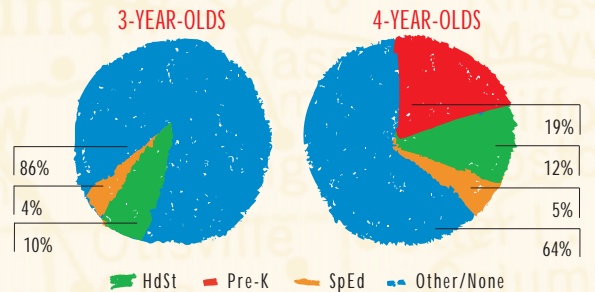 3-YEAR-OLDS
4-YEAR-OLDS
86%
4%
10%
19%
12%
5%
64%
HdSt Pre-K SpEd Other/None